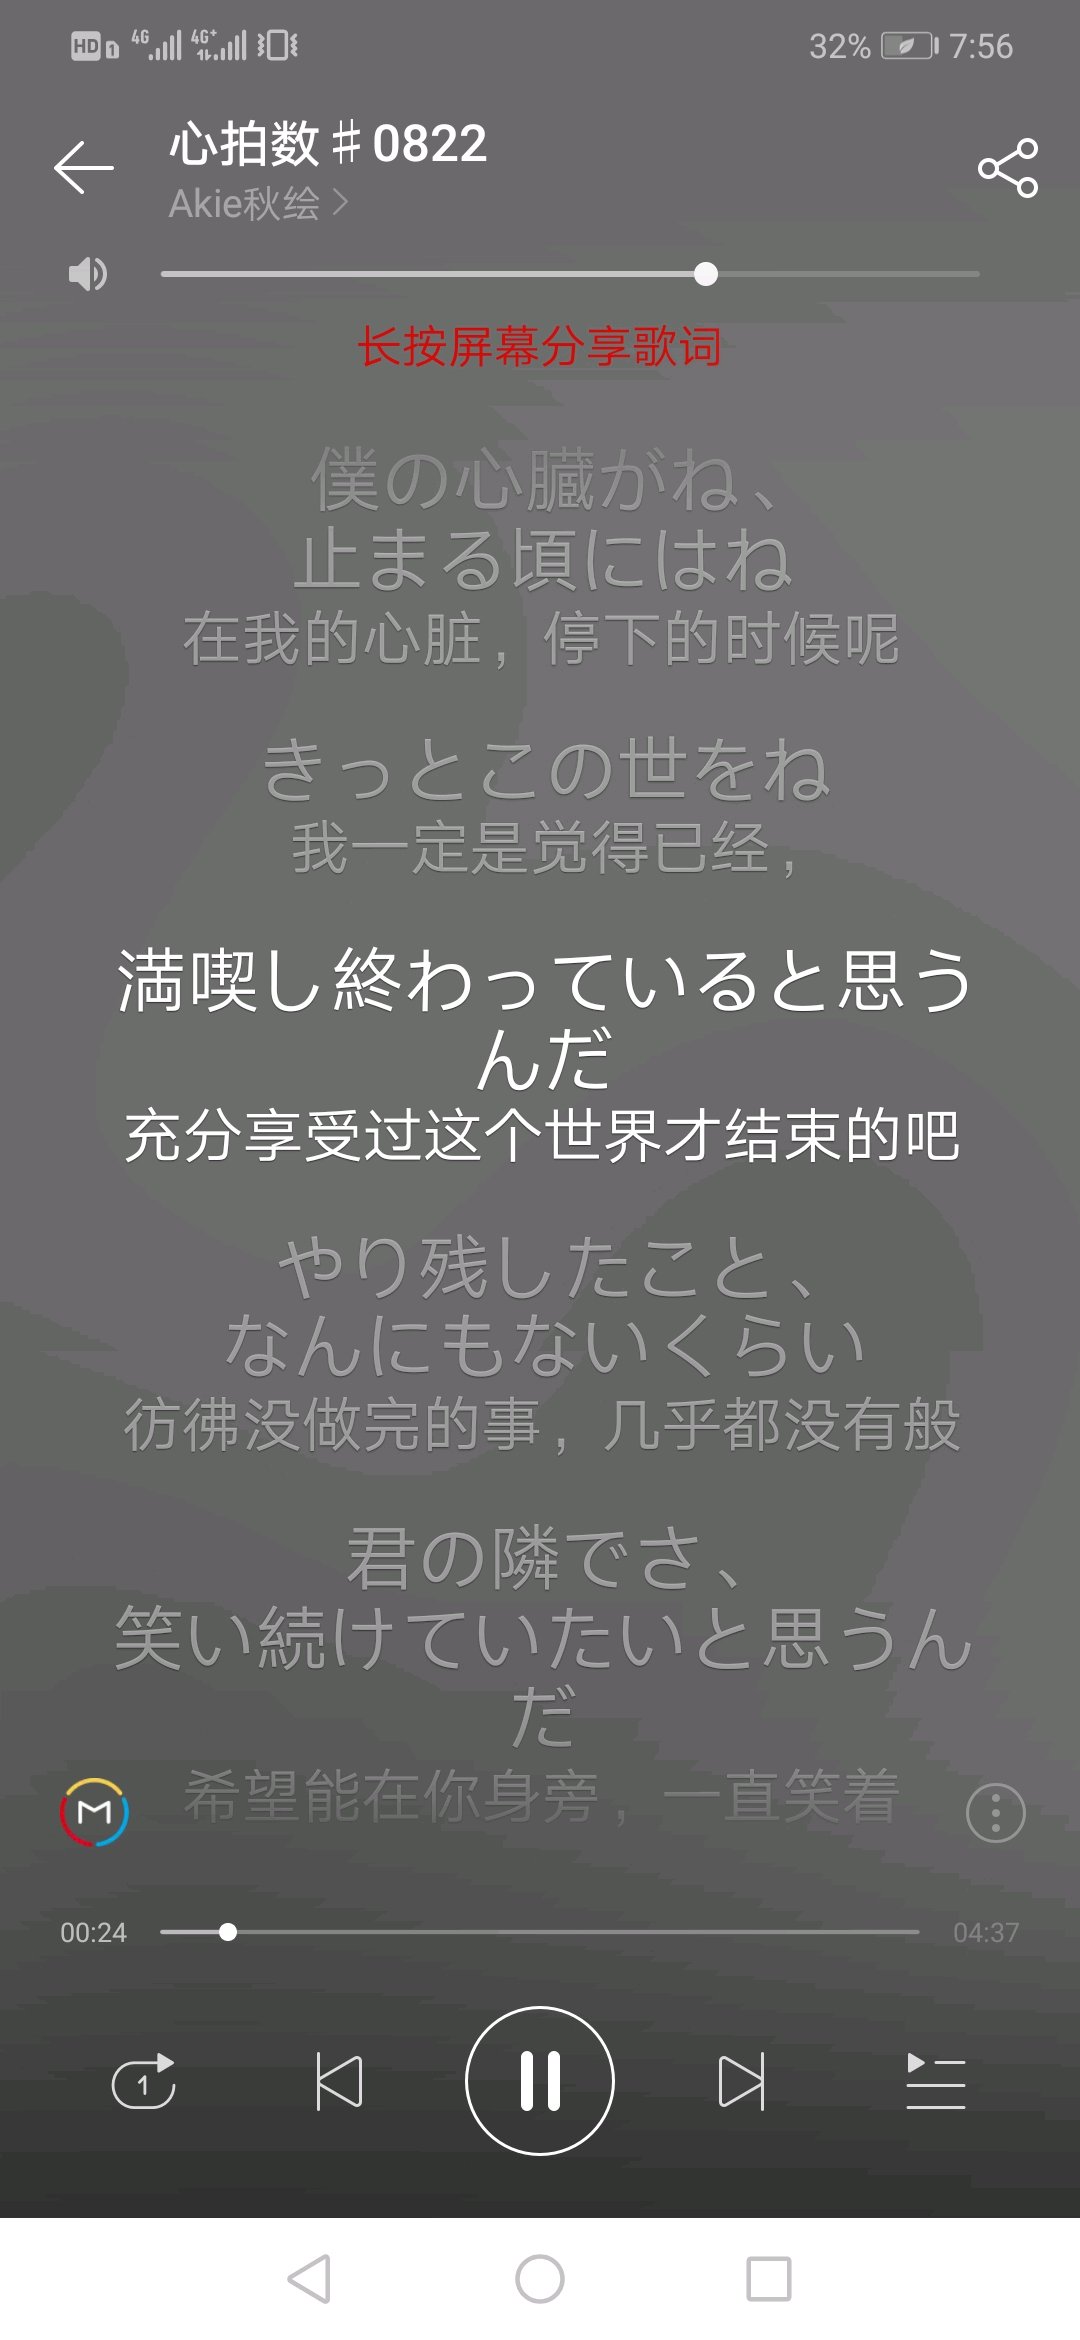 HD 1 4G 4G+ 32% 7:56
心拍数♯0822
Akie秋绘
长按屏幕分享歌词
僕の心臓がね、
止まる頃にはね
在我的心脏，停下的时候呢
きっとこの世をね
我一定是觉得已经，
満喫し終わっていると思う
んだ
充分享受过这个世界才结束的吧
やり残したこと、
なんにもないくらい
彷彿没做完的事，几乎都没有般
君の隣でさ、
笑い続けていたいと思うん
だ
希望能在你身旁，一直笑着
00:24 04:37
1